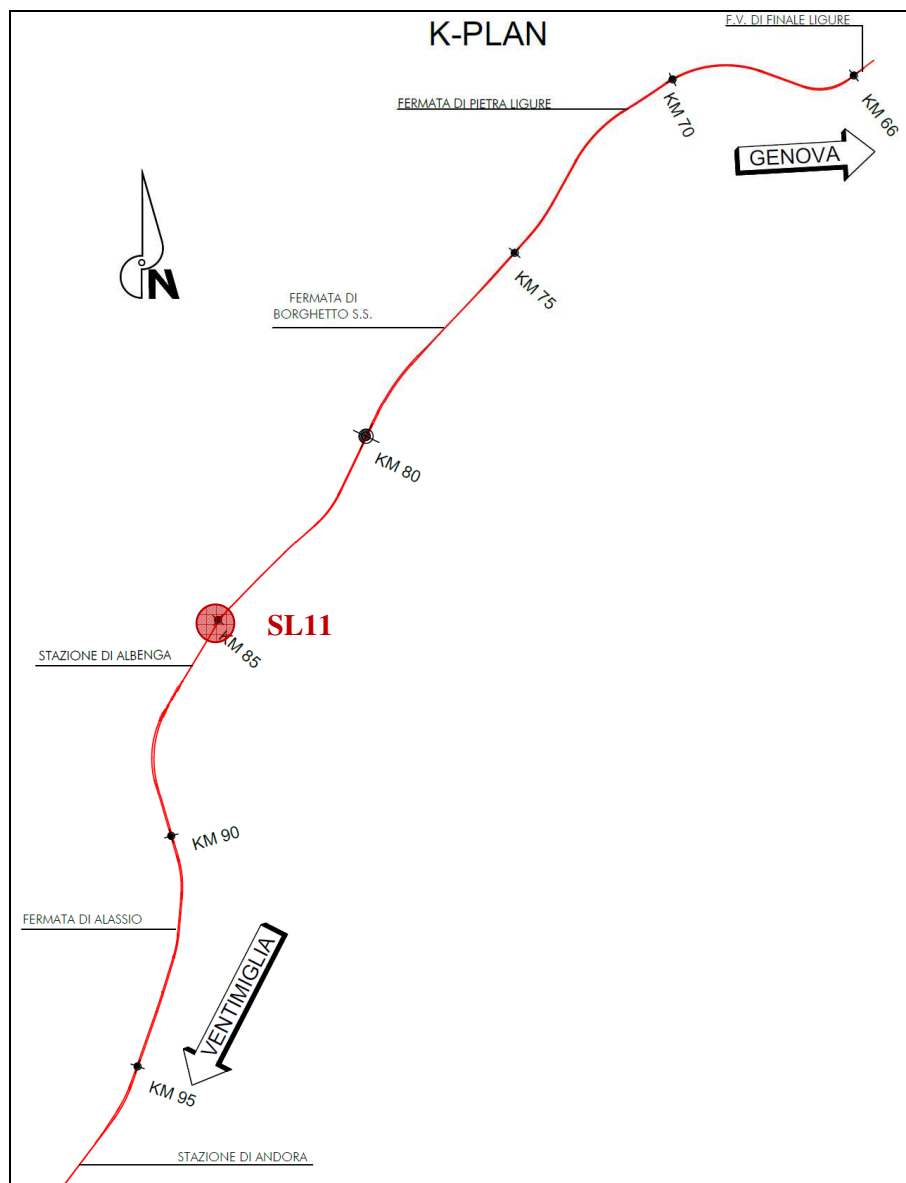 F.V. DI FINALE LIGURE
K-PLAN
FERMATA DI PIETRA LIGURE
KM 70
KM 66
GENOVA
N
KM 75
FERMATA DI
BORGHETTO S.S.
KM 80
SL11
KM 85
STAZIONE DI ALBENGA
KM 90
FERMATA DI ALASSIO
VENTIMIGLIA
KM 95
STAZIONE DI ANDORA